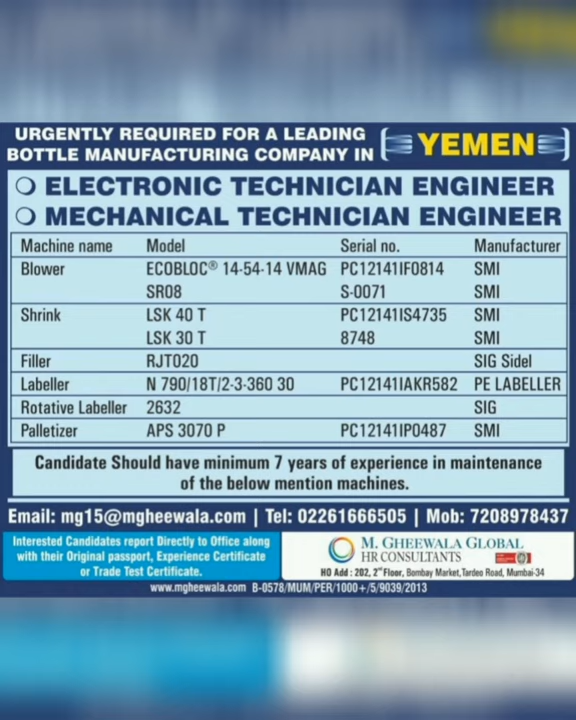 URGENTLY REQUIRED FOR A LEADING
BOTTLE MANUFACTURING COMPANY IN YEMEN
ELECTRONIC TECHNICIAN ENGINEER
MECHANICAL TECHNICIAN ENGINEER
Machine name Model Serial no. Manufacturer
Blower ECOBLOC® 14-54-14 VMAG PC12141IF0814 SMI
SR08 S-0071 SMI
Shrink LSK 40 T PC12141IS4735 SMI
LSK 30 T 8748 SMI
Filler RJT020 SIG Sidel
Labeller N 790/18T/2-3-360 30 PC12141IAKR582 PE LABELLER
Rotative Labeller 2632 SIG
Palletizer APS 3070 P PC12141IP0487 SMI
Candidate Should have minimum 7 years of experience in maintenance
of the below mention machines.
Email: mg15@mgheewala.com | Tel: 02261666505 | Mob: 7208978437
Interested Candidates report Directly to Office along
with their Original passport, Experience Certificate
or Trade Test Certificate.
M. GHEEWALA GLOBAL
HR CONSULTANTS
HO Add : 202, 2nd Floor, Bombay Market,Tardeo Road, Mumbai-34
www.mgheewala.com B-0578/MUM/PER/1000+/5/9039/2013